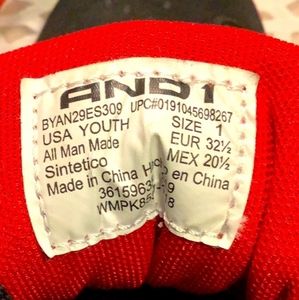 AND1
BYAN29ES309 UPC#0191045698267
USA YOUTH SIZE 1
All Man Made EUR 32½
Sintetico MEX 20½
Made in China en China